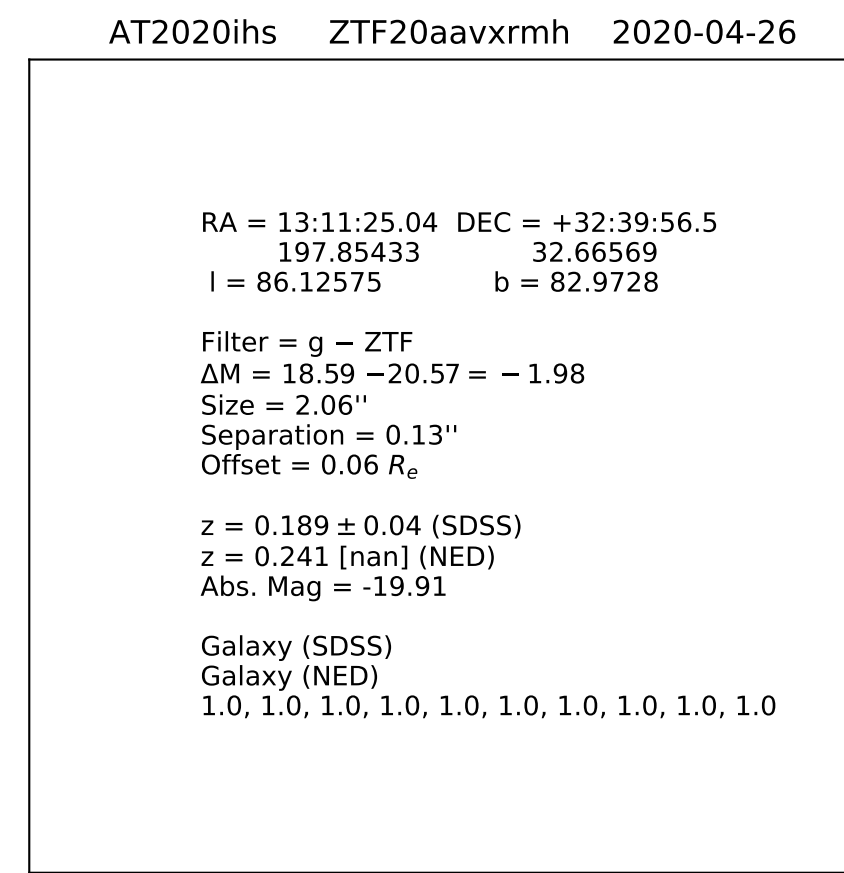 AT2020ihs ZTF20aavxrmh 2020-04-26
RA = 13:11:25.04 DEC = +32:39:56.5
197.85433 32.66569
l = 86.12575 b = 82.9728
Filter = g − ZTF
ΔM = 18.59 −20.57 = − 1.98
Size = 2.06''
Separation = 0.13''
Offset = 0.06 Re
z = 0.189 ± 0.04 (SDSS)
z = 0.241 [nan] (NED)
Abs. Mag = -19.91
Galaxy (SDSS)
Galaxy (NED)
1.0, 1.0, 1.0, 1.0, 1.0, 1.0, 1.0, 1.0, 1.0, 1.0